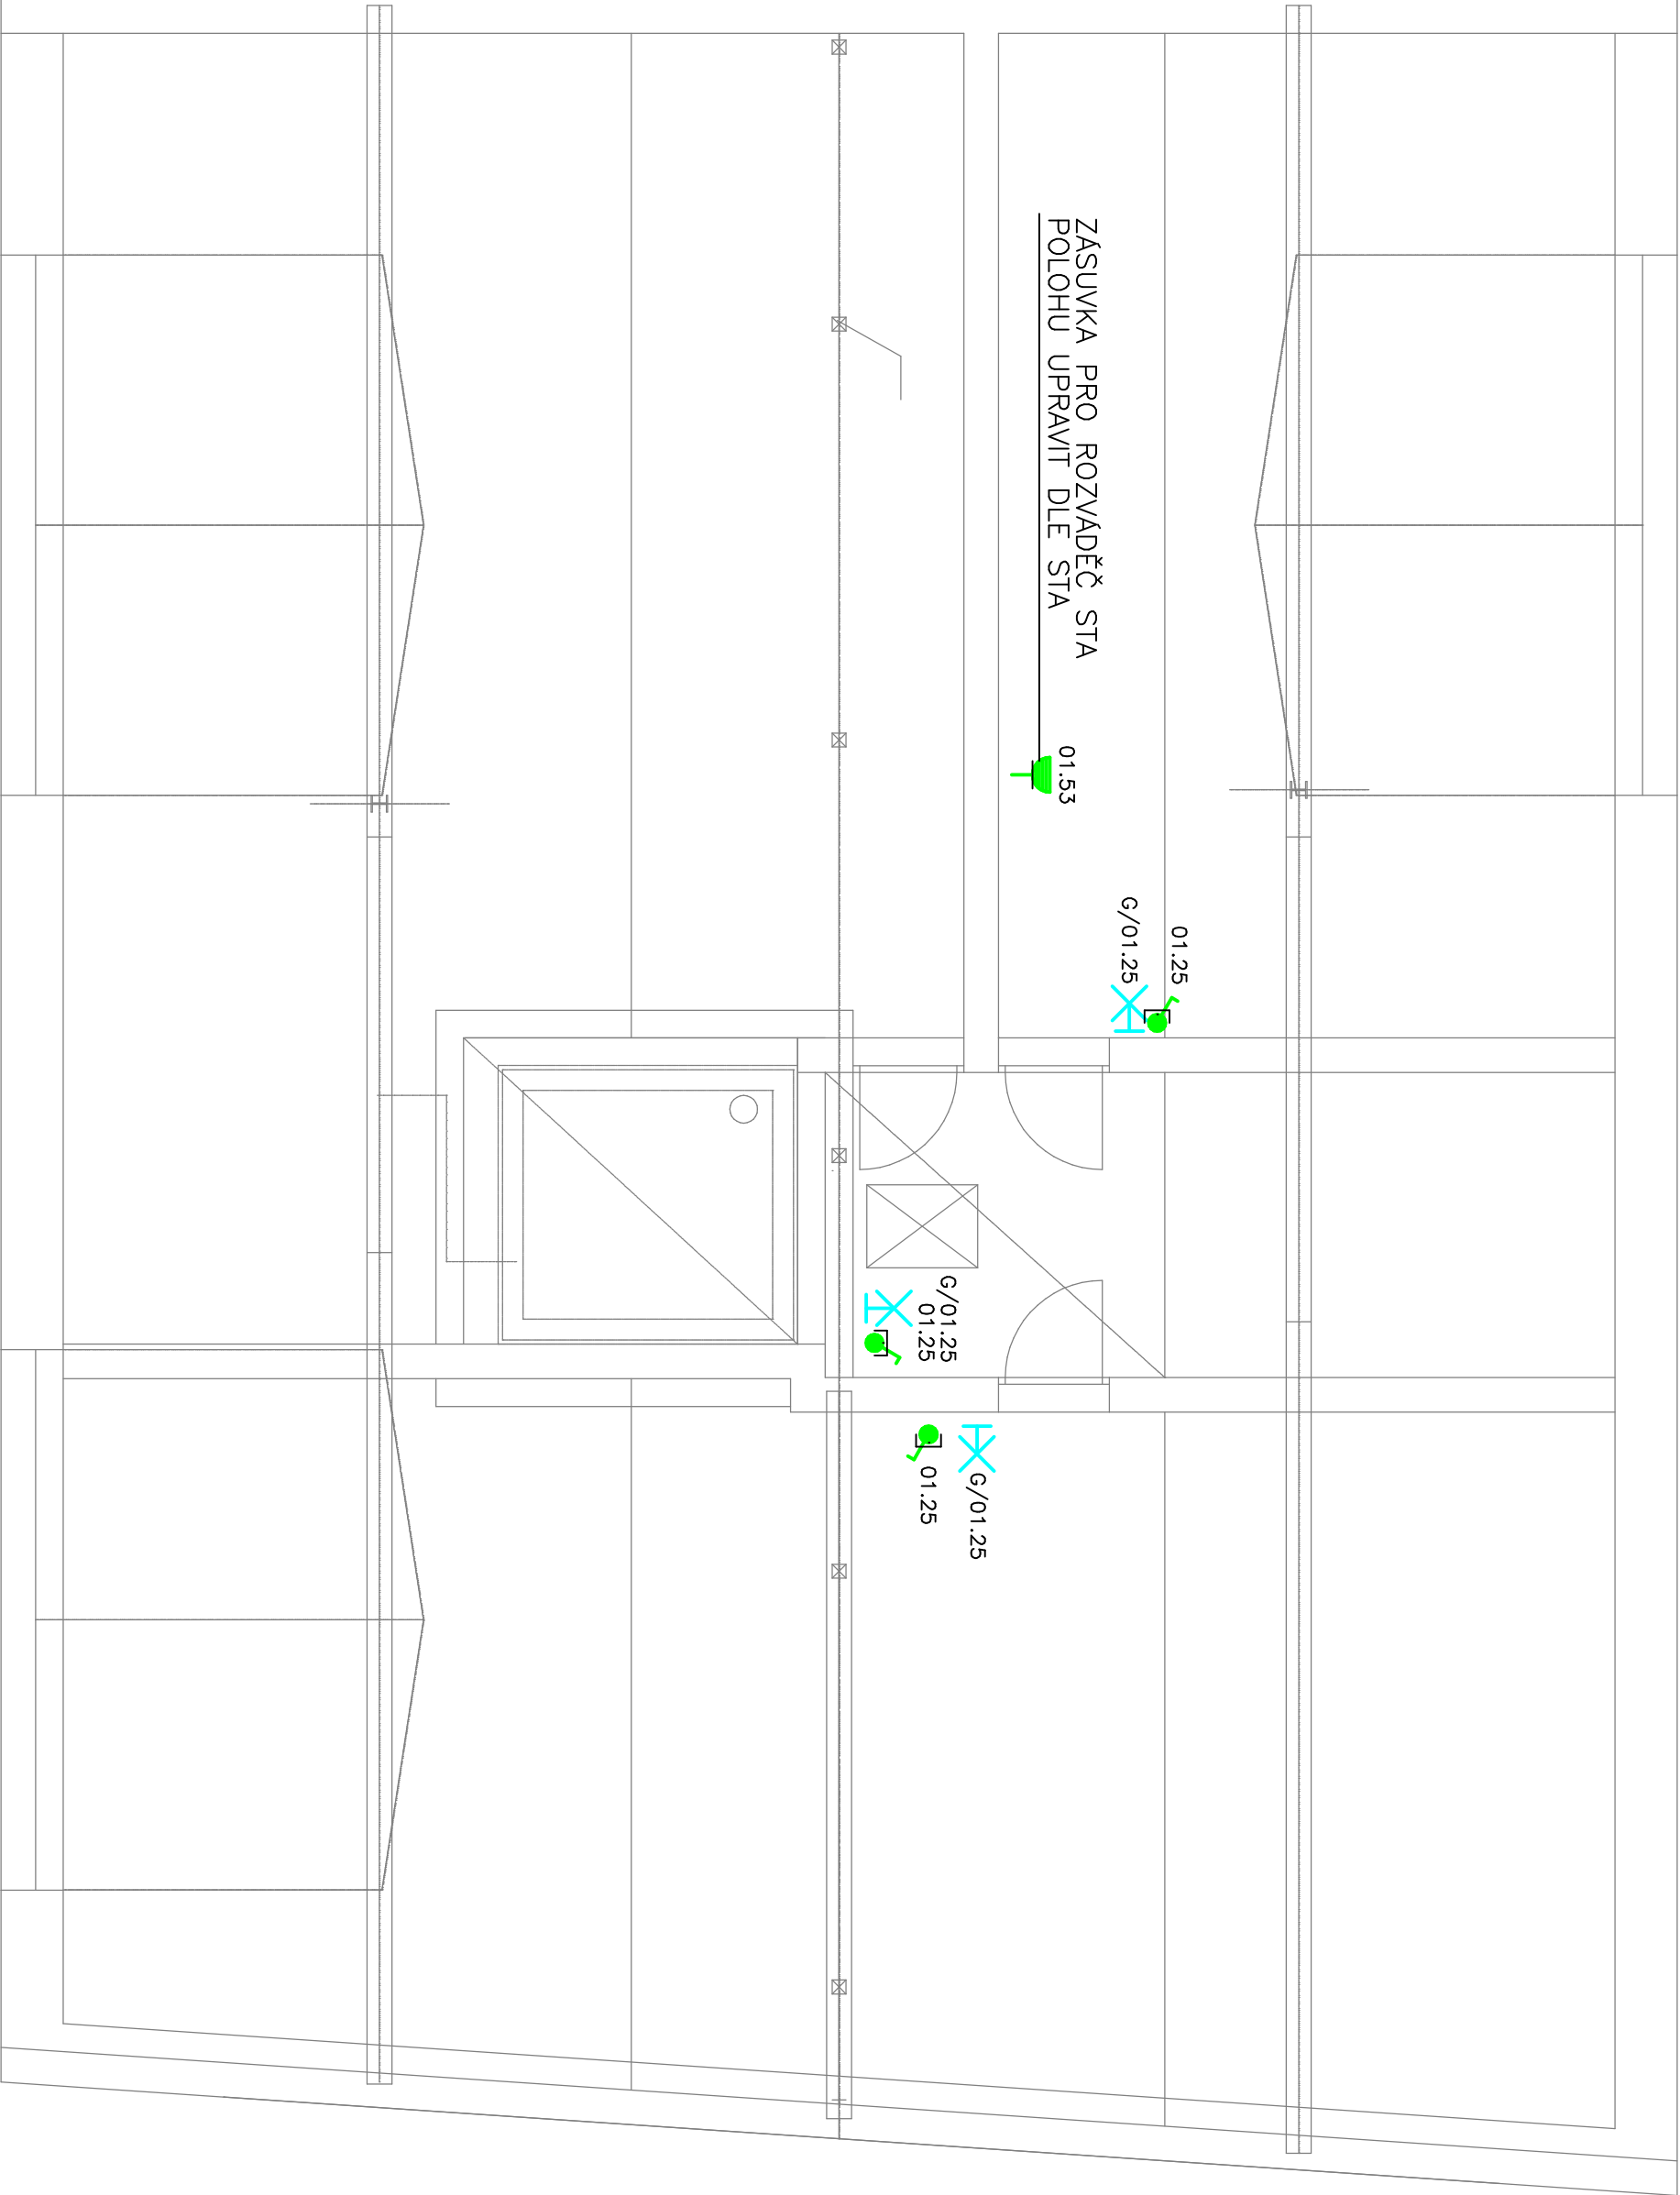 ZÁSUVKA PRO ROZVÁDĚČ STA
POLOHU UPRAVIT DLE STA
01.53
01.25
G/01.25
G/01.25
01.25
G/01.25
01.25